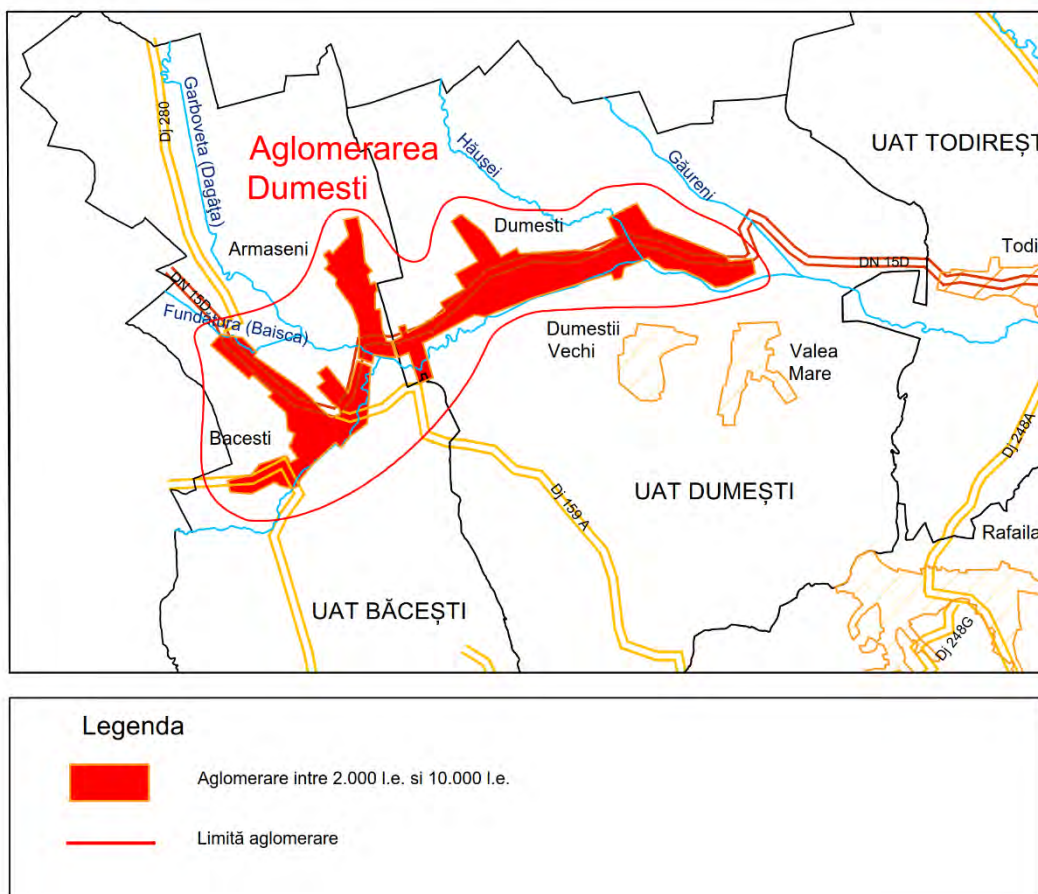 Dj 280
Garboveta (Dagâța)
Aglomerarea
Dumesti
Hăușei
Găureni
UAT TODIREȘT
Armaseni
Dumesti
Todi
DN 15D
DN 15D
Fundatura (Baisca)
Dumestii
Vechi
Valea
Mare
Bacesti
Dj 248A
UAT DUMEȘTI
Dj 159 A
Rafaila
UAT BĂCEȘTI
Dj 248G
Legenda
Aglomerare intre 2.000 l.e. si 10.000 l.e.
Limită aglomerare